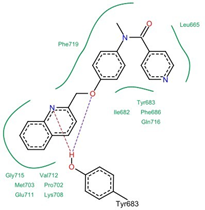 O
Leu665
N
Phe719
N
O
Tyr683
Ile682 Phe686
Gln716
N
Gly715 Val712
Met703 Pro702
Glu711 Lys708
H
O
Tyr683